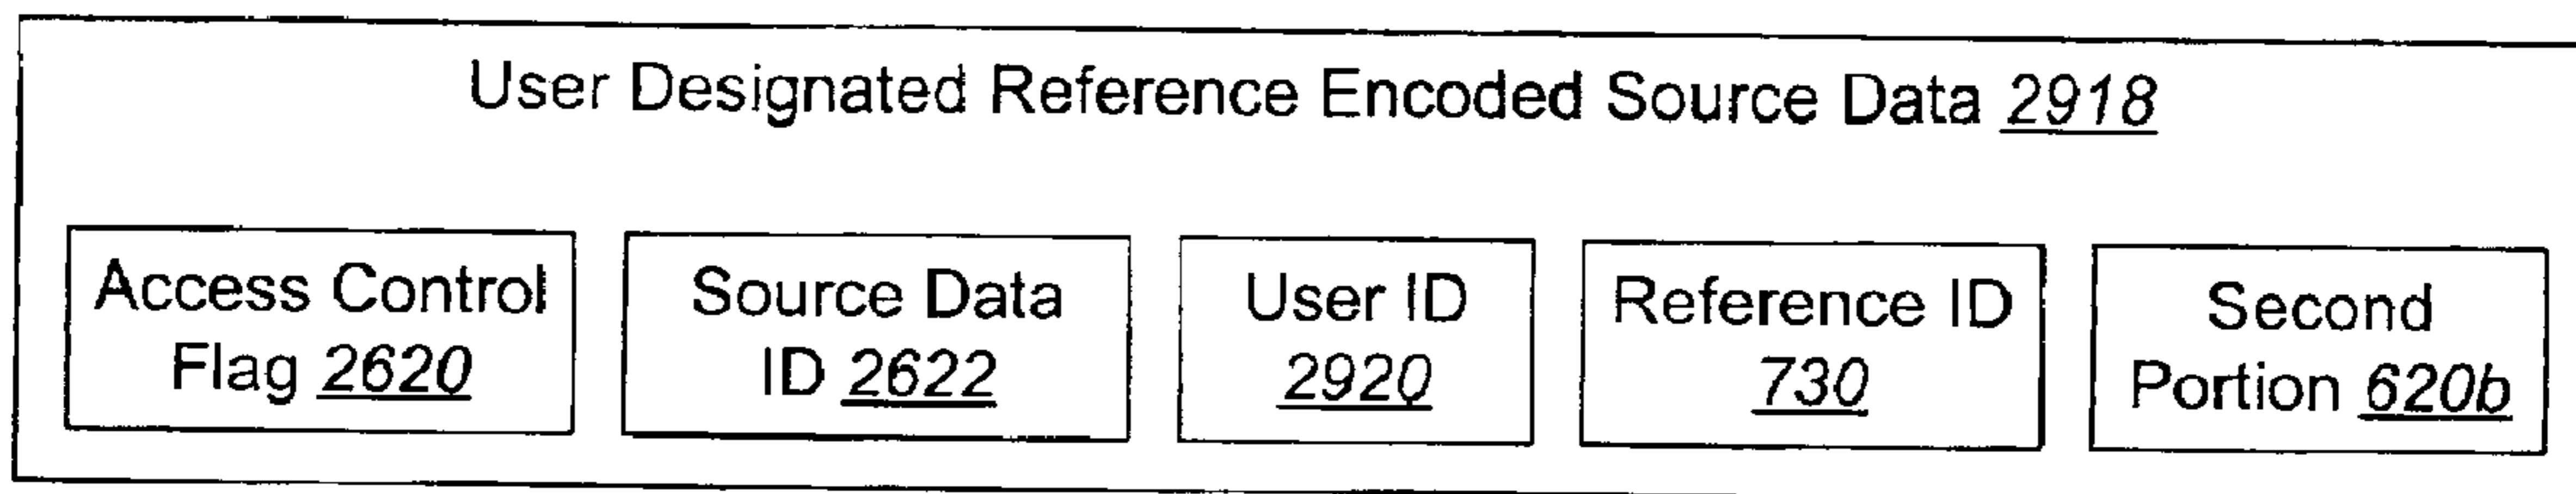 User Designated Reference Encoded Source Data 2918
Access Control
Flag 2620
Source Data
ID 2622
User ID
2920
Reference ID
730
Second
Portion 620b